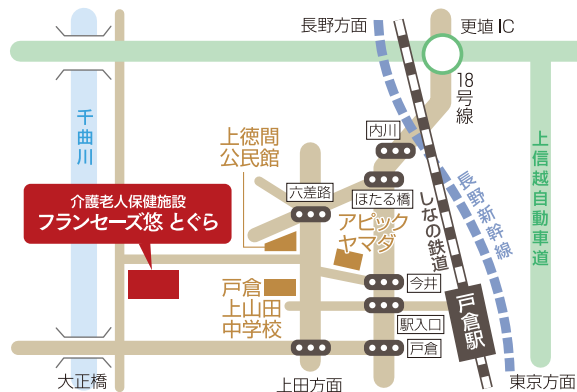 長野方面
更埴 IC
18号線
千曲川
上徳間
公民館
内川
六差路
ほたる橋
しなの鉄道
長野新幹線
上信越自動車道
介護老人保健施設
フランセーズ悠 とぐら
アピック
ヤマダ
戸倉
上山田
中学校
今井
駅入口
戸倉
戸倉駅
大正橋
上田方面
東京方面